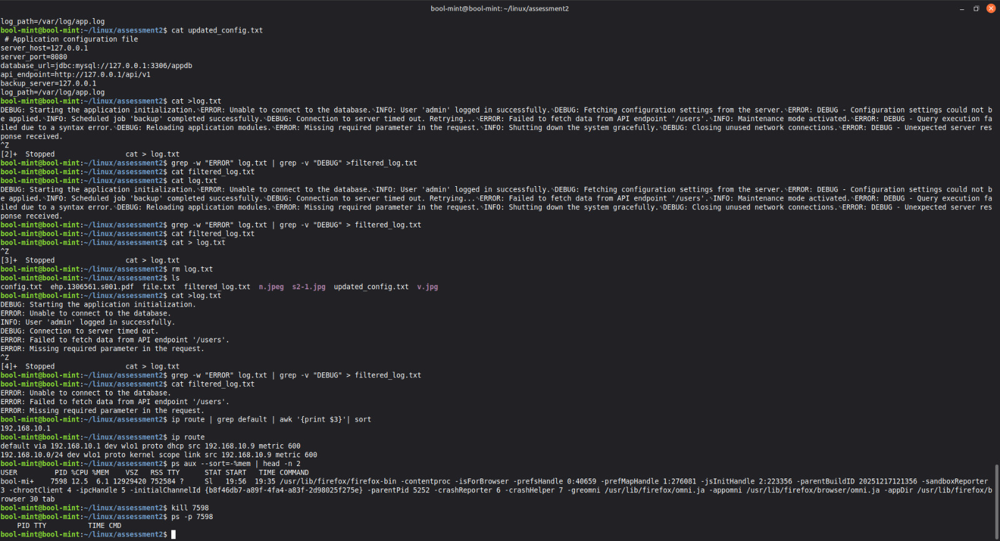 bool-mint@bool-mint: ~/linux/assessment2
log_path=/var/log/app.log
bool-mint@bool-mint:~/linux/assessment2$ cat updated_config.txt
 # Application configuration file
server_host=127.0.0.1
server_port=8080
database_url=jdbc:mysql://127.0.0.1:3306/appdb
api_endpoint=http://127.0.0.1/api/v1
backup_server=127.0.0.1
log_path=/var/log/app.log
bool-mint@bool-mint:~/linux/assessment2$ cat >log.txt
DEBUG: Starting the application initialization.␤ERROR: Unable to connect to the database.␤INFO: User 'admin' logged in successfully.␤DEBUG: Fetching configuration settings from the server.␤ERROR: DEBUG - Configuration settings could not b
e applied.␤INFO: Scheduled job 'backup' completed successfully.␤DEBUG: Connection to server timed out. Retrying...␤ERROR: Failed to fetch data from API endpoint '/users'.␤INFO: Maintenance mode activated.␤ERROR: DEBUG - Query execution fa
iled due to a syntax error.␤DEBUG: Reloading application modules.␤ERROR: Missing required parameter in the request.␤INFO: Shutting down the system gracefully.␤DEBUG: Closing unused network connections.␤ERROR: DEBUG - Unexpected server res
ponse received.
^Z
[2]+  Stopped                 cat > log.txt
bool-mint@bool-mint:~/linux/assessment2$ grep -w "ERROR" log.txt | grep -v "DEBUG" >filtered_log.txt
bool-mint@bool-mint:~/linux/assessment2$ cat filtered_log.txt
bool-mint@bool-mint:~/linux/assessment2$ cat log.txt
DEBUG: Starting the application initialization.␤ERROR: Unable to connect to the database.␤INFO: User 'admin' logged in successfully.␤DEBUG: Fetching configuration settings from the server.␤ERROR: DEBUG - Configuration settings could not b
e applied.␤INFO: Scheduled job 'backup' completed successfully.␤DEBUG: Connection to server timed out. Retrying...␤ERROR: Failed to fetch data from API endpoint '/users'.␤INFO: Maintenance mode activated.␤ERROR: DEBUG - Query execution fa
iled due to a syntax error.␤DEBUG: Reloading application modules.␤ERROR: Missing required parameter in the request.␤INFO: Shutting down the system gracefully.␤DEBUG: Closing unused network connections.␤ERROR: DEBUG - Unexpected server res
ponse received.
bool-mint@bool-mint:~/linux/assessment2$ grep -w "ERROR" log.txt | grep -v "DEBUG" > filtered_log.txt
bool-mint@bool-mint:~/linux/assessment2$ cat filtered_log.txt
bool-mint@bool-mint:~/linux/assessment2$ cat > log.txt
^Z
[3]+  Stopped                 cat > log.txt
bool-mint@bool-mint:~/linux/assessment2$ rm log.txt
bool-mint@bool-mint:~/linux/assessment2$ ls
config.txt  ehp.1306561.s001.pdf  file.txt  filtered_log.txt  n.jpeg  s2-1.jpg  updated_config.txt  v.jpg
bool-mint@bool-mint:~/linux/assessment2$ cat >log.txt
DEBUG: Starting the application initialization.
ERROR: Unable to connect to the database.
INFO: User 'admin' logged in successfully.
DEBUG: Connection to server timed out.
ERROR: Failed to fetch data from API endpoint '/users'.
ERROR: Missing required parameter in the request.
^Z
[4]+  Stopped                 cat > log.txt
bool-mint@bool-mint:~/linux/assessment2$ grep -w "ERROR" log.txt | grep -v "DEBUG" > filtered_log.txt
bool-mint@bool-mint:~/linux/assessment2$ cat filtered_log.txt
ERROR: Unable to connect to the database.
ERROR: Failed to fetch data from API endpoint '/users'.
ERROR: Missing required parameter in the request.
bool-mint@bool-mint:~/linux/assessment2$ ip route | grep default | awk '{print $3}'| sort
192.168.10.1
bool-mint@bool-mint:~/linux/assessment2$ ip route
default via 192.168.10.1 dev wlo1 proto dhcp src 192.168.10.9 metric 600
192.168.10.0/24 dev wlo1 proto kernel scope link src 192.168.10.9 metric 600
bool-mint@bool-mint:~/linux/assessment2$ ps aux --sort=-%mem | head -n 2
USER         PID %CPU %MEM    VSZ   RSS TTY      STAT START   TIME COMMAND
bool-mi+    7598 12.5  6.1 12929420 752584 ?     Sl   19:56  19:35 /usr/lib/firefox/firefox-bin -contentproc -isForBrowser -prefsHandle 0:40659 -prefMapHandle 1:276081 -jsInitHandle 2:223356 -parentBuildID 20251217121356 -sandboxReporter
3 -chrootClient 4 -ipcHandle 5 -initialChannelId {b8f46db7-a89f-4fa4-a83f-2d98025f275e} -parentPid 5252 -crashReporter 6 -crashHelper 7 -greomni /usr/lib/firefox/omni.ja -appomni /usr/lib/firefox/browser/omni.ja -appDir /usr/lib/firefox/b
rowser 30 tab
bool-mint@bool-mint:~/linux/assessment2$ kill 7598
bool-mint@bool-mint:~/linux/assessment2$ ps -p 7598
    PID TTY          TIME CMD
bool-mint@bool-mint:~/linux/assessment2$